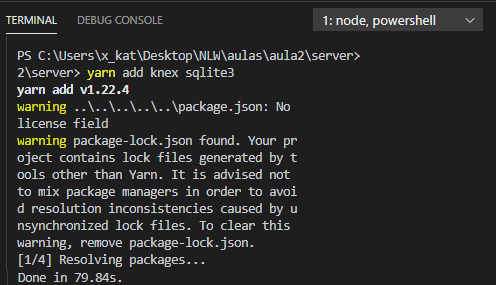 TERMINAL DEBUG CONSOLE 1: node, powershell
PS C:\Users\x_kat\Desktop\NLW\aulas\aula2\server>
2\server> yarn add knex sqlite3
yarn add v1.22.4
warning ..\..\..\..\..\package.json: No
license field
warning package-lock.json found. Your pr
oject contains lock files generated by t
ools other than Yarn. It is advised not
to mix package managers in order to avoi
d resolution inconsistencies caused by u
nsynchronized lock files. To clear this
warning, remove package-lock.json.
[1/4] Resolving packages...
Done in 79.84s.